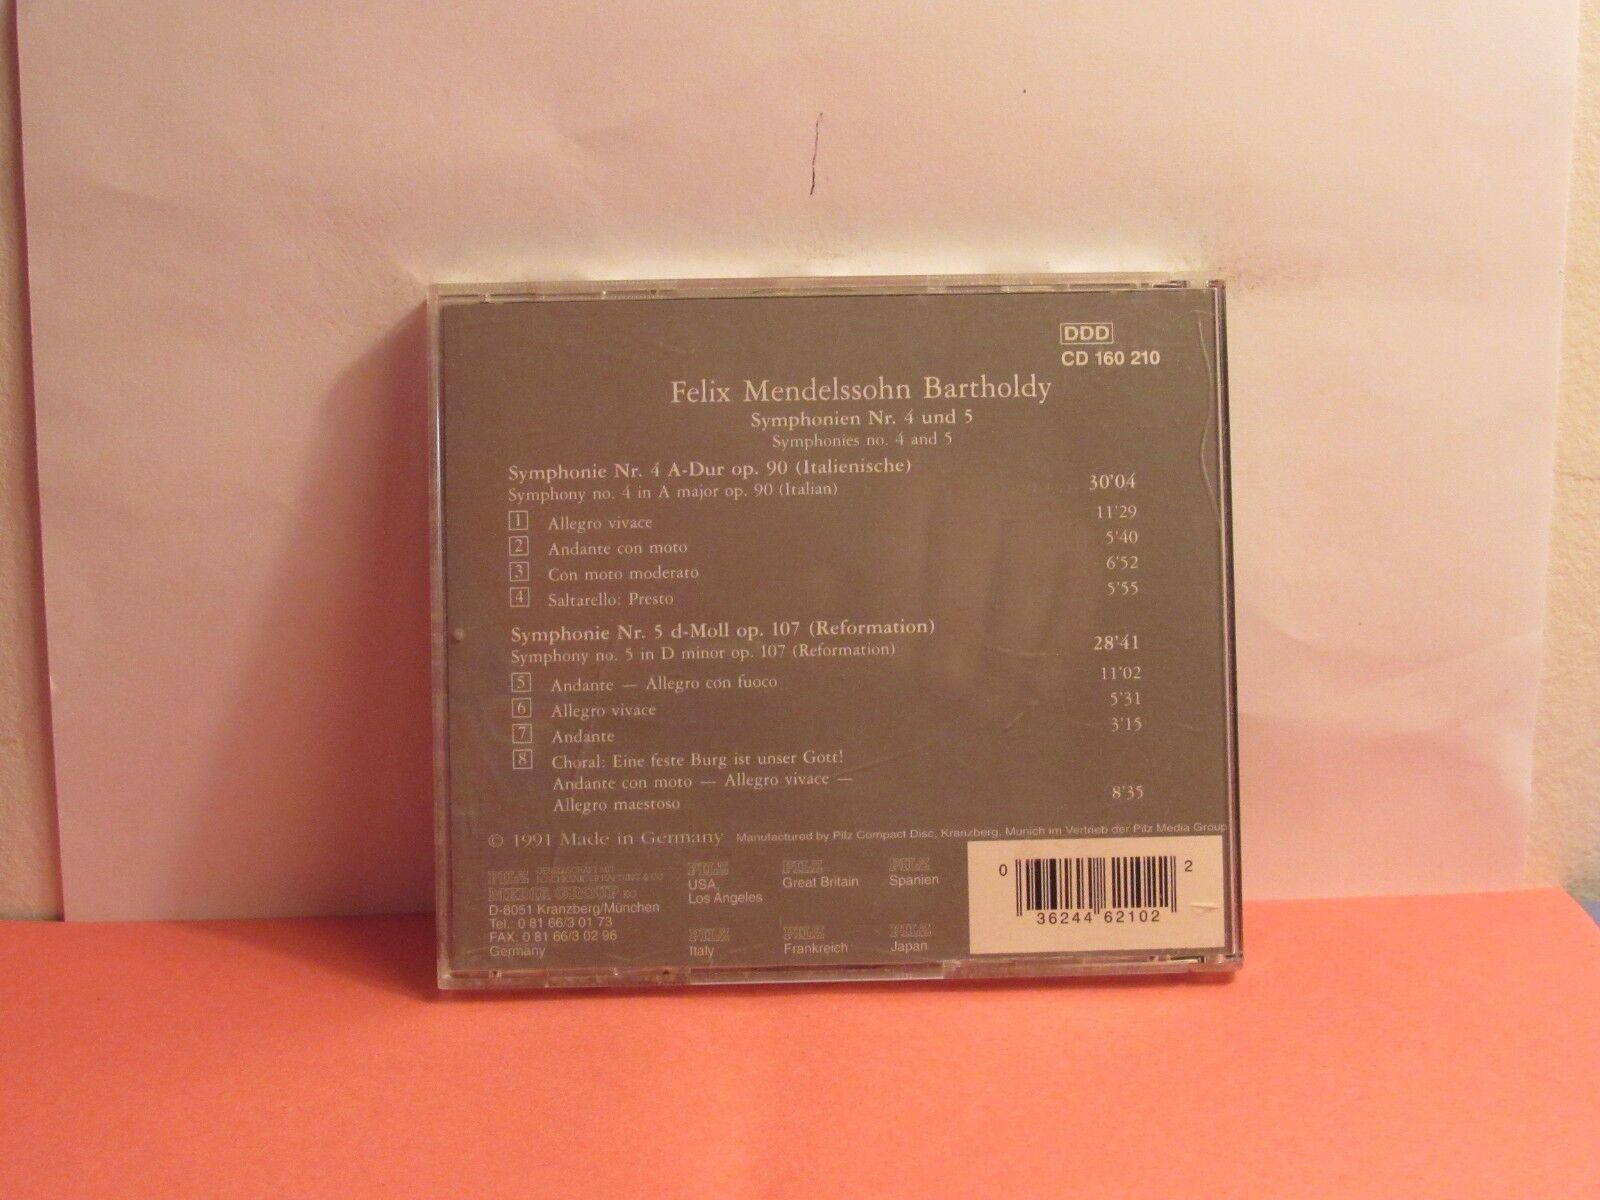 DDD
CD 160 210
Felix Mendelssohn Bartholdy
Symphonien Nr. 4 und 5
Symphonies no. 4 and 5
Symphonie Nr. 4 A-Dur op. 90 (Italienische)
Symphony no. 4 in A major op. 90 (Italian) 30'04
1 Allegro vivace 11'29
2 Andante con moto 5'40
3 Con moto moderato 6'52
4 Saltarello: Presto 5'55
Symphonie Nr. 5 d-Moll op. 107 (Reformation)
Symphony no. 5 in D minor op. 107 (Reformation) 28'41
5 Andante — Allegro con fuoco 11'02
6 Allegro vivace 5'31
7 Andante 3'15
8 Choral: Eine feste Burg ist unser Gott!
Andante con moto — Allegro vivace —
Allegro maestoso 8'35
© 1991 Made in Germany Manufactured by Pilz Compact Disc, Kranzberg, Munich im Vertrieb der Pilz Media Group
PILZ
MEDIA GROUP KG
D-8051 Kranzberg/München
Tel.: 0 81 66/3 01 73
FAX: 0 81 66/3 02 96
Germany
PILZ
USA,
Los Angeles
PILZ
Great Britain
PILZ
Spanien
PILZ
Italy
PILZ
Frankreich
PILZ
Japan
0 36244 62102 2